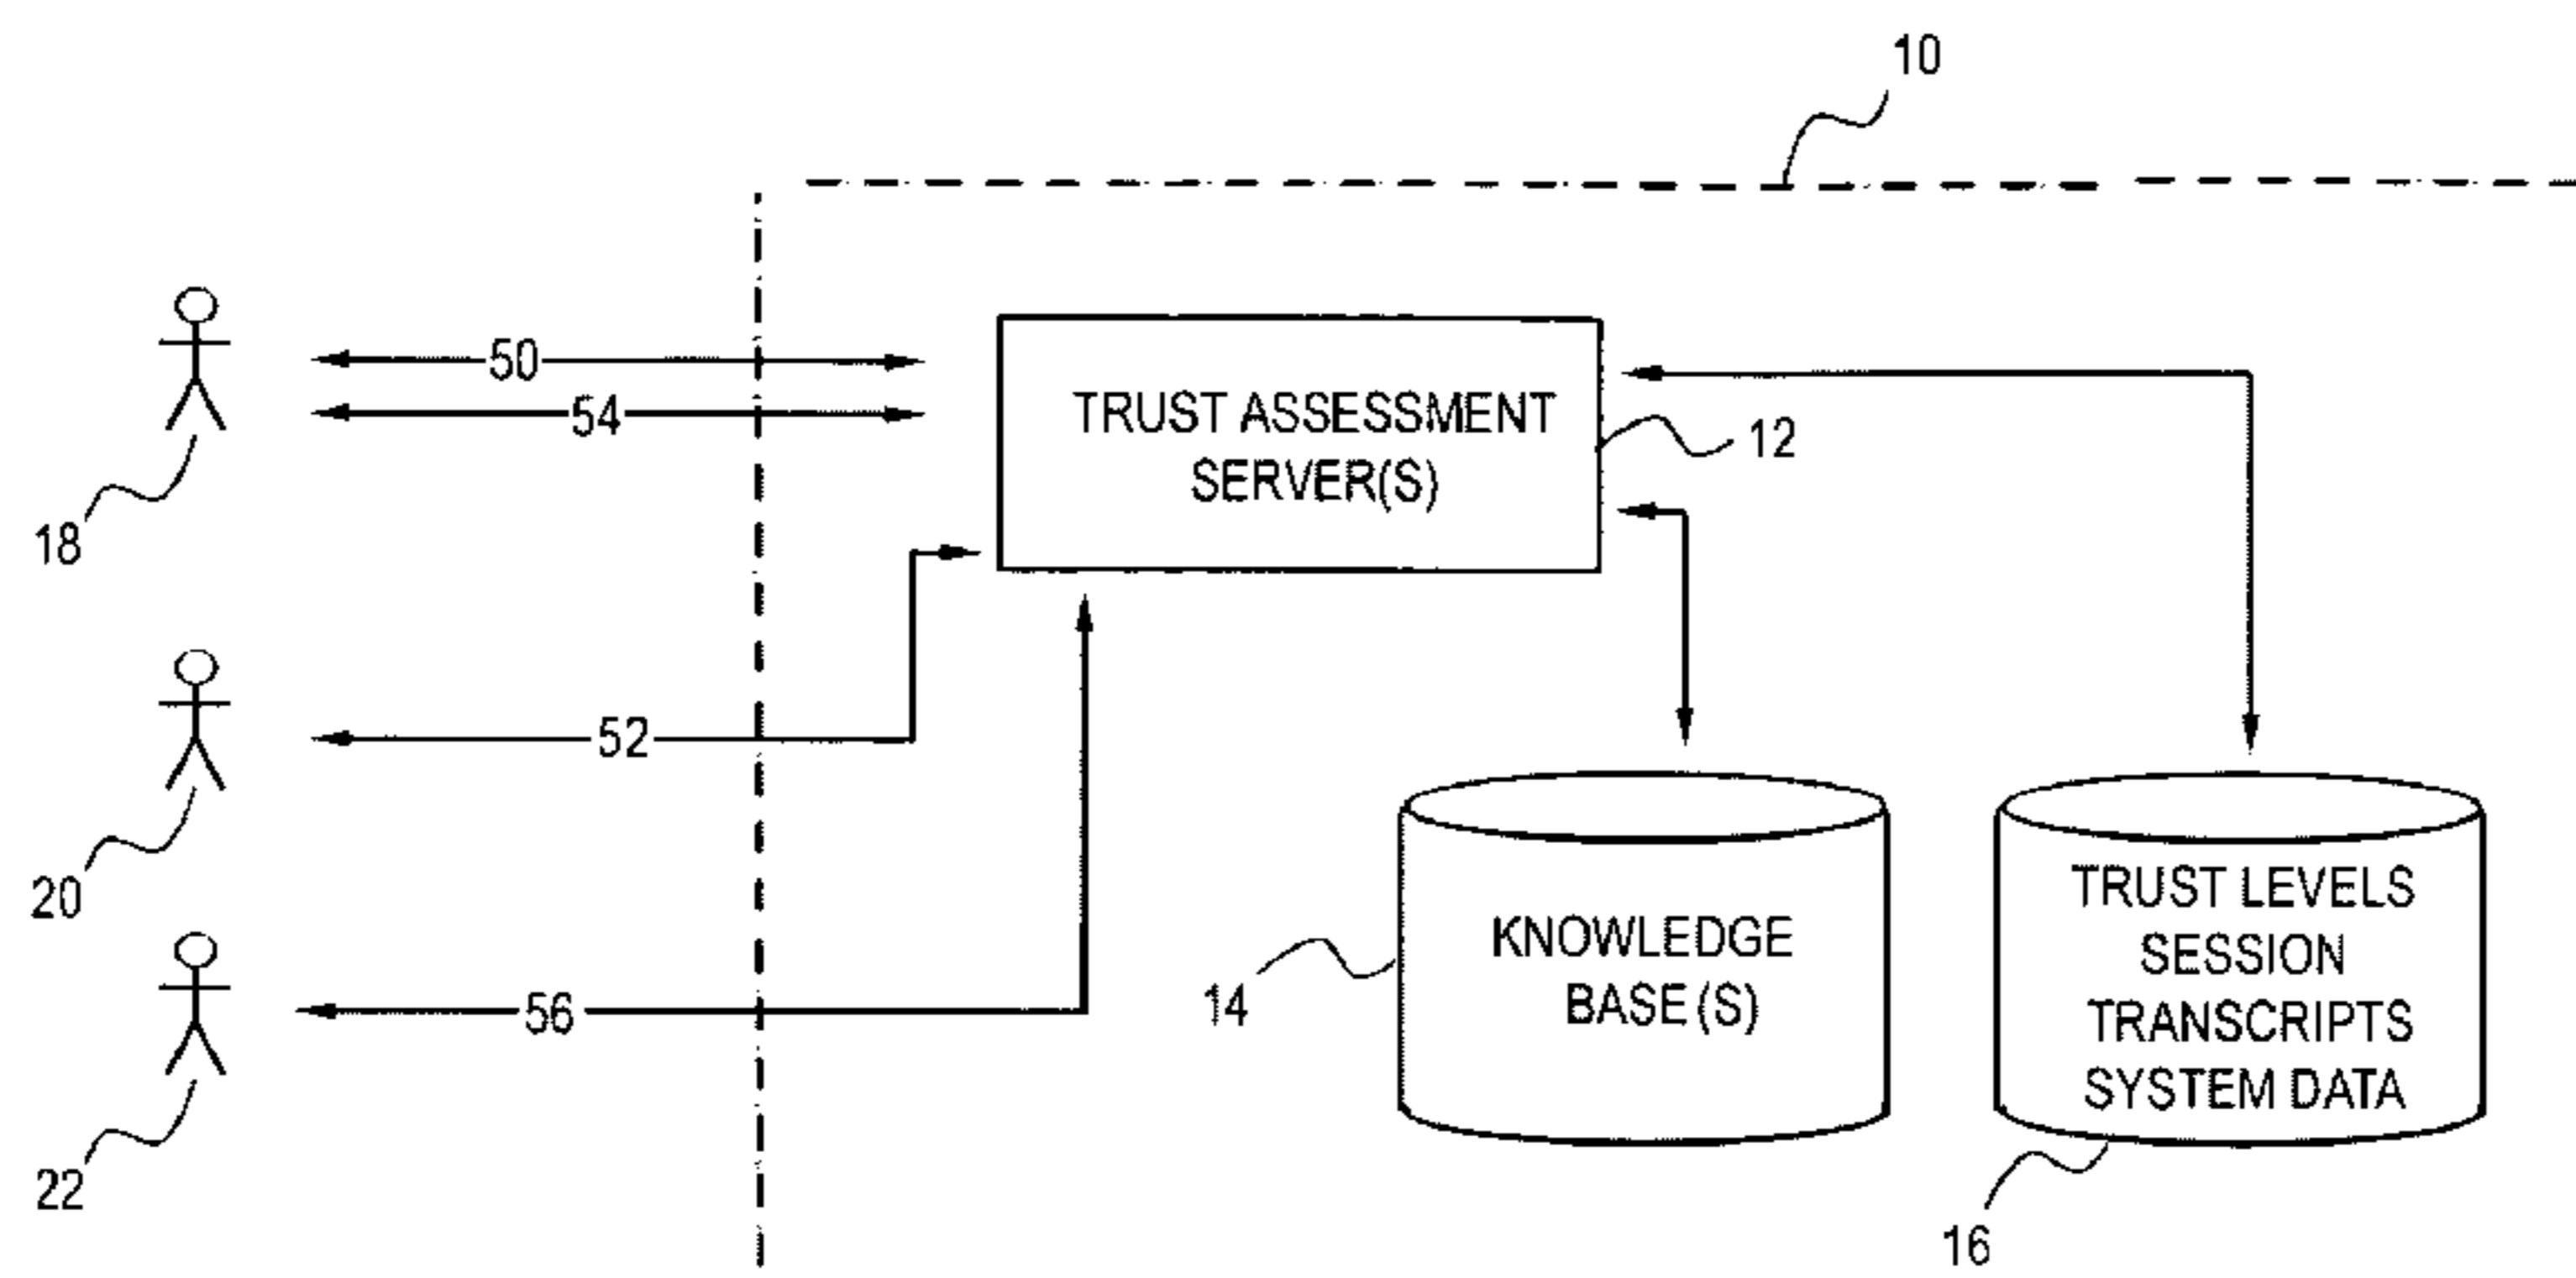 10
50
54
TRUST ASSESSMENT
SERVER(S)
12
18
52
20
56
22
14
KNOWLEDGE
BASE(S)
TRUST LEVELS
SESSION
TRANSCRIPTS
SYSTEM DATA
16